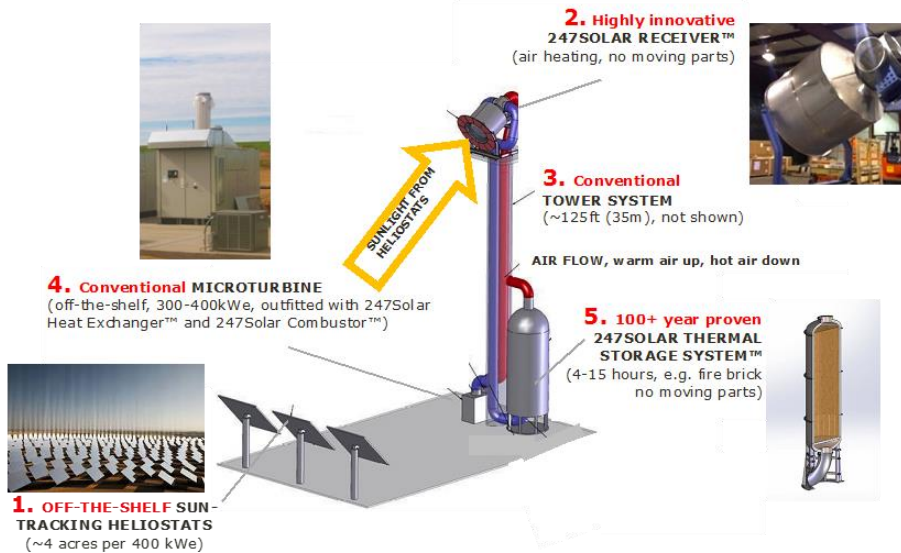 2. Highly innovative
247SOLAR RECEIVER™
(air heating, no moving parts)
SUNLIGHT FROM
HELIOSTATS
3. Conventional
TOWER SYSTEM
(~125ft (35m), not shown)
AIR FLOW, warm air up, hot air down
4. Conventional MICROTURBINE
(off-the-shelf, 300-400kWe, outfitted with 247Solar
Heat Exchanger™ and 247Solar Combustor™)
5. 100+ year proven
247SOLAR THERMAL
STORAGE SYSTEM™
(4-15 hours, e.g. fire brick
no moving parts)
1. OFF-THE-SHELF SUN-
TRACKING HELIOSTATS
(~4 acres per 400 kWe)